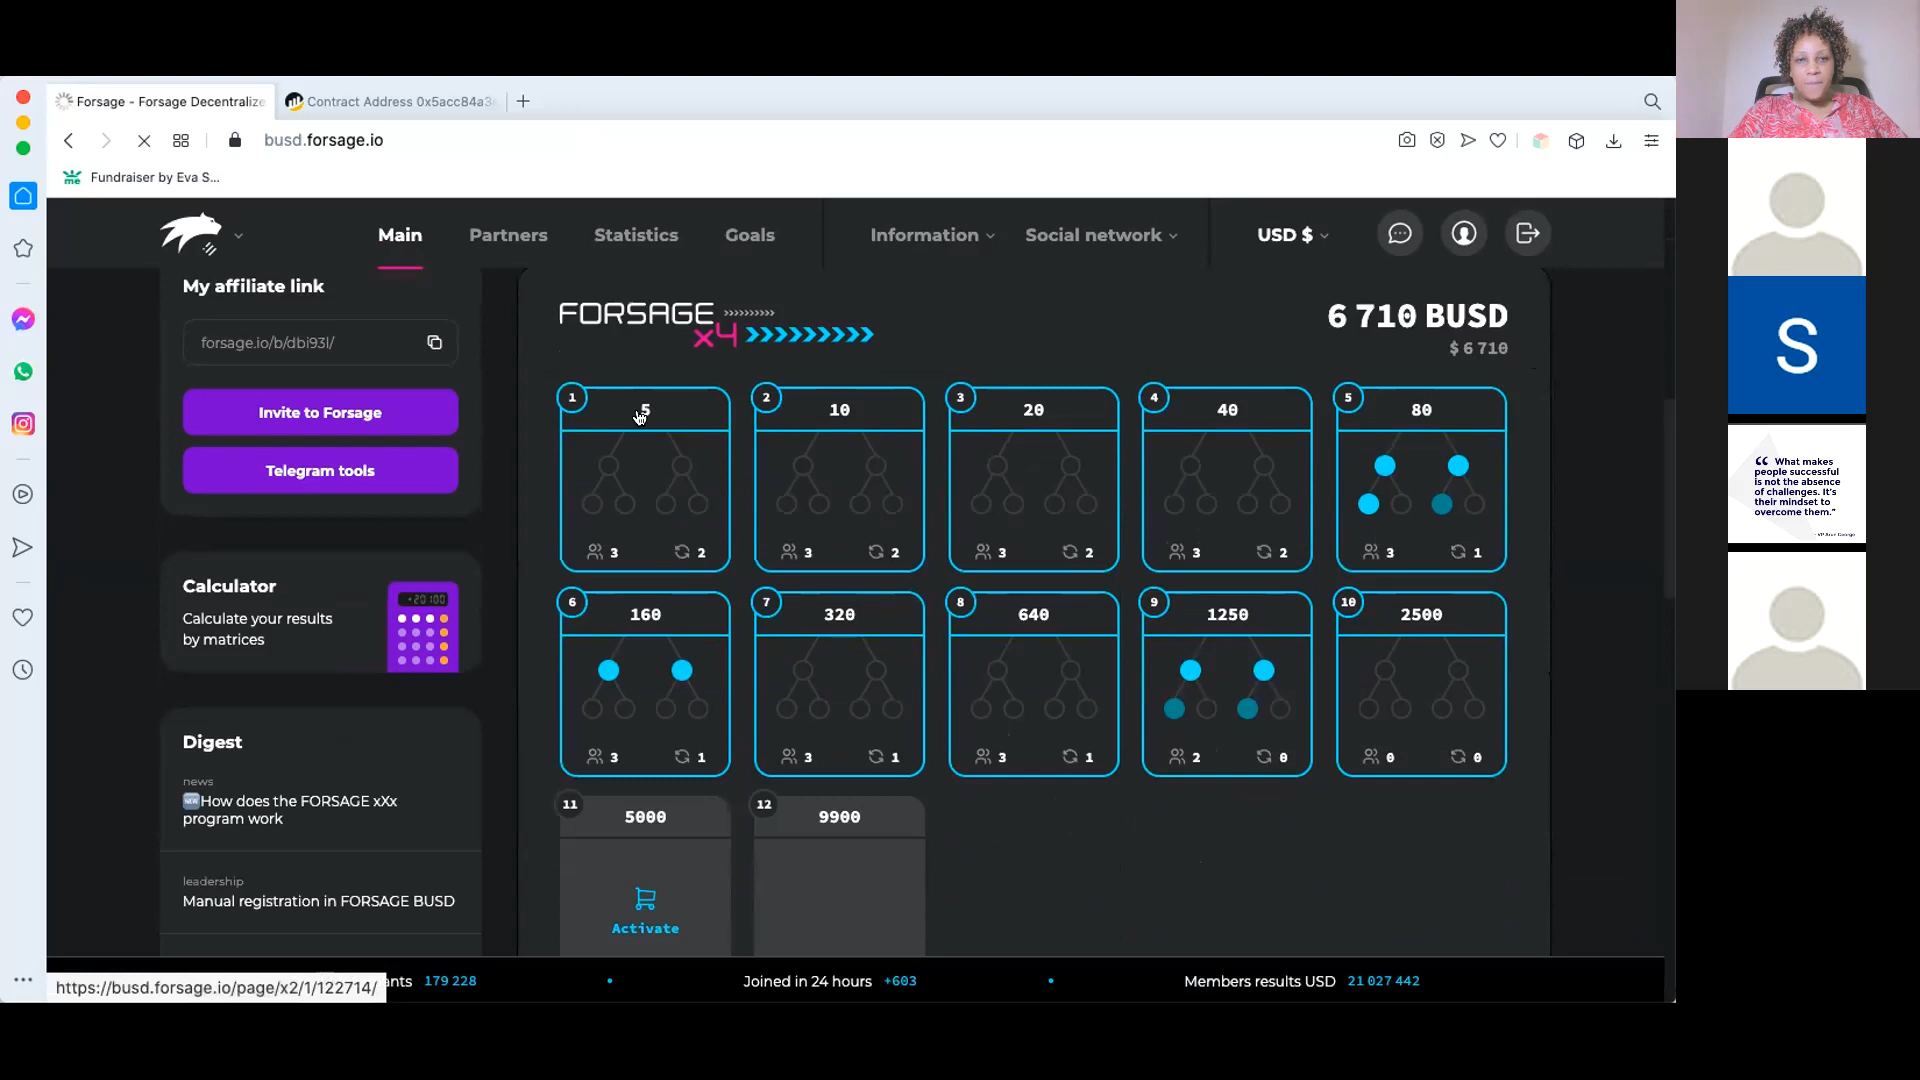 Forsage - Forsage Decentralize
Contract Address 0x5acc84a3
busd.forsage.io
me
Fundraiser by Eva S...
Main
Partners
Statistics
Goals
Information
Social network
USD $
My affiliate link
forsage.io/b/dbi93l/
Invite to Forsage
Telegram tools
Calculator
Calculate your results
by matrices
Digest
news
How does the FORSAGE xXx
program work
leadership
Manual registration in FORSAGE BUSD
FORSAGE
x4
6 710 BUSD
$ 6 710
1
5
3
2
2
10
3
2
3
20
3
2
4
40
3
2
5
80
3
1
6
160
3
1
7
320
3
1
8
640
3
1
9
1250
2
0
10
2500
0
0
11
5000
Activate
12
9900
https://busd.forsage.io/page/x2/1/122714/
ants 179 228
Joined in 24 hours +603
Members results USD 21 027 442
S
“ What makes
people successful
is not the absence
of challenges. It's
their mindset to
overcome them.”